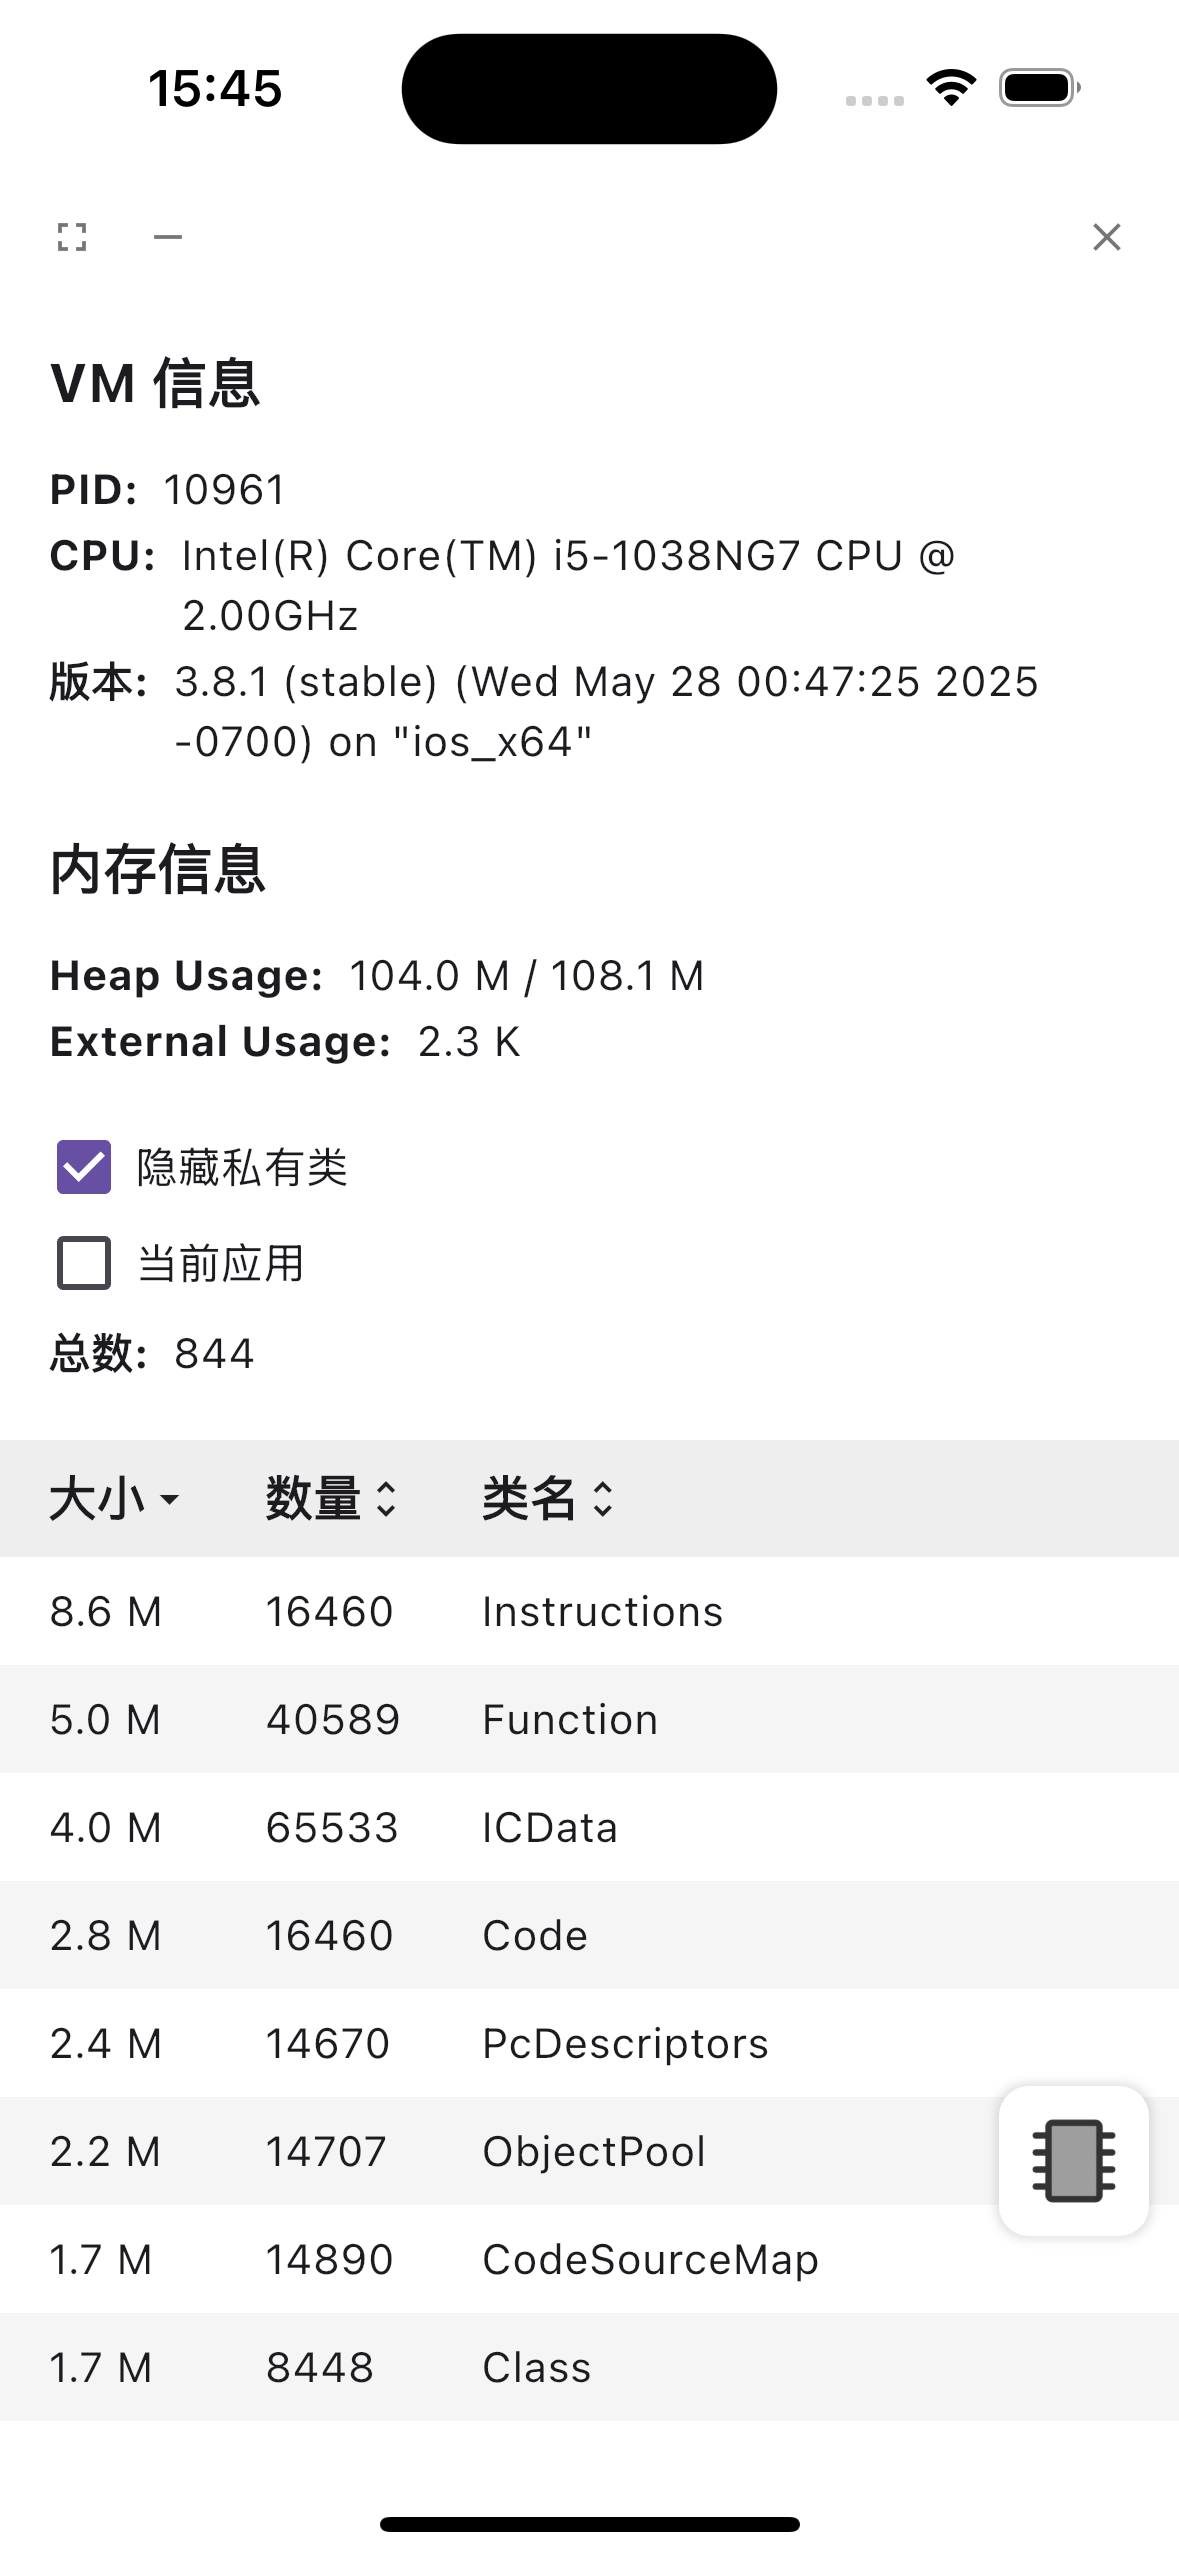 15:45
VM 信息
PID: 10961
CPU: Intel(R) Core(TM) i5-1038NG7 CPU @
2.00GHz
版本: 3.8.1 (stable) (Wed May 28 00:47:25 2025
-0700) on "ios_x64"
内存信息
Heap Usage: 104.0 M / 108.1 M
External Usage: 2.3 K
隐藏私有类
当前应用
总数: 844
大小 数量 类名
8.6 M 16460 Instructions
5.0 M 40589 Function
4.0 M 65533 ICData
2.8 M 16460 Code
2.4 M 14670 PcDescriptors
2.2 M 14707 ObjectPool
1.7 M 14890 CodeSourceMap
1.7 M 8448 Class